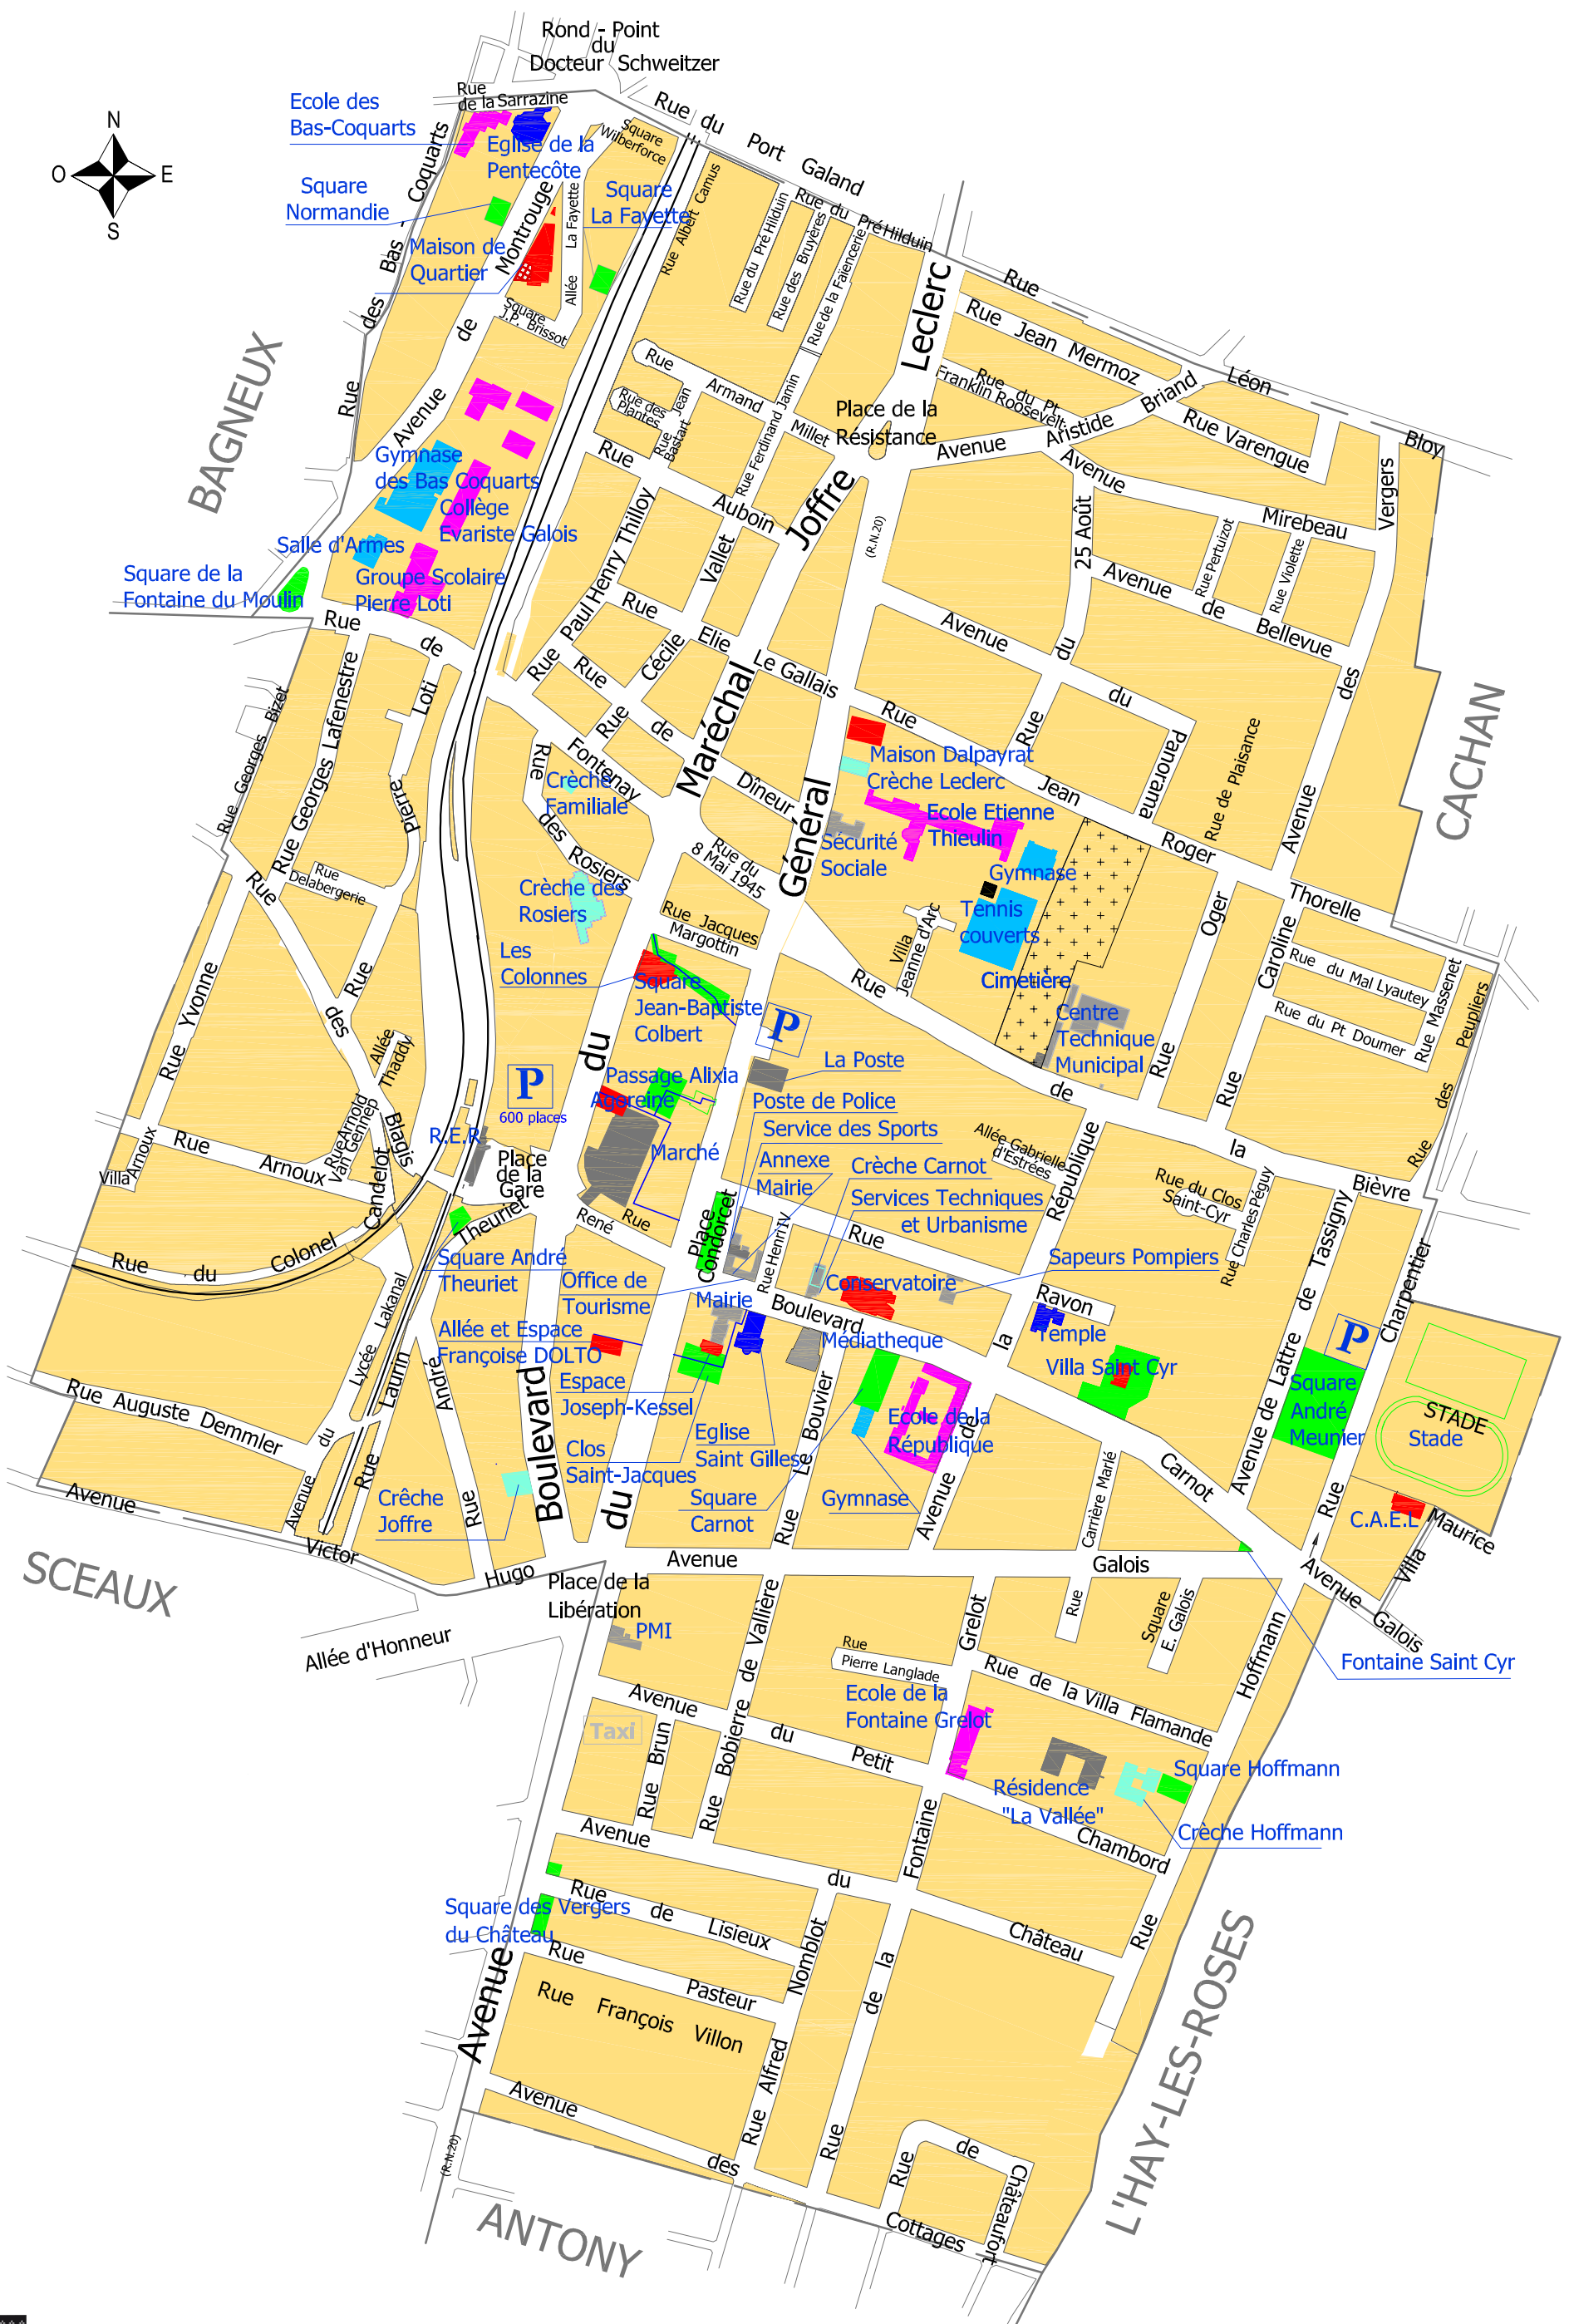 Rond - Point
du
Docteur Schweitzer
N
O
E
S
Rue
de la Sarrazine
Ecole des
Bas-Coquarts
Eglise de la
Pentecôte
Square
Wilberforce
Rue du Port Galand
Square
Normandie
Square
La Fayette
Allée La Fayette
Maison de
Quartier
Square
J.P. Brissot
Rue des Bas - Coquarts
Avenue de Montrouge
Rue Albert Camus
Rue du Pré Hilduin
Rue du Pré Hilduin
Rue des Bruyères
Rue de la Faïencerie
BAGNEUX
Leclerc
Rue Léon Bloy
Rue Jean Mermoz
Rue du Pt
Franklin Roosevelt
Avenue Aristide Briand
Rue Varengue
Place de la
Résistance
Rue Armand Millet
Rue des
Plantes
Rue Jean
Bastart
Rue Ferdinand Jamin
Rue Auboin
Joffre
(R.N.20)
Avenue Mirebeau
Vergers
25 Août
Rue Pertuizot
Rue Violette
Avenue de Bellevue
Gymnase
des Bas Coquarts
Collège
Evariste Galois
Salle d'Armes
Groupe Scolaire
Pierre Loti
Square de la
Fontaine du Moulin
Rue de
Pierre Loti
Rue Paul Henry Thilloy
Vallet
Cécile
Rue
Rue Elie Le Gallais
Rue de Fontenay
Rue Dîneur
Maréchal
Avenue du Panorama
Rue du
Rue Jean Roger Thorelle
Rue de Plaisance
Avenue des
CACHAN
Rue Georges Bizet
Rue Georges Lafenestre
Rue
Delabergerie
Rue des Blagis
Rue Yvonne
Rue
Crèche
Familiale
Rue des Rosiers
Crèche des
Rosiers
Les
Colonnes
Rue du
8 Mai 1945
Rue Jacques
Margottin
Général
Maison Dalpayrat
Crèche Leclerc
Ecole Etienne
Thieulin
Sécurité
Sociale
Gymnase
Tennis
couverts
Cimetière
Villa
Jeanne d'Arc
Centre
Technique
Municipal
Rue Oger
Rue Caroline
Rue du Mal Lyautey
Rue du Pt Doumer
Rue Massenet
Rue des Peupliers
Square
Jean-Baptiste
Colbert
P
La Poste
Rue de la Bièvre
Allée
Thaddy
P
600 places
du
Passage Alixia
Agoreine
Marché
Poste de Police
Service des Sports
Annexe
Mairie
Crèche Carnot
Services Techniques
et Urbanisme
Sapeurs Pompiers
Allée Gabrielle
d'Estrées
Rue du Clos
Saint-Cyr
Rue Charles Péguy
Rue Arnoux
Villa Arnoux
Rue Arnold
Van Gennep
Candelot
R.E.R
Place
de la
Gare
Rue René
Rue du Colonel
Theuriet
Square André
Theuriet
Office de
Tourisme
Allée et Espace
Françoise DOLTO
Espace
Joseph-Kessel
Clos
Saint-Jacques
Place
Condorcet
Rue Henri IV
Rue Ravon
Conservatoire
Mairie
Boulevard Carnot
Médiatheque
Temple
Villa Saint Cyr
Avenue de la République
Avenue de Lattre de Tassigny
P
Rue Charpentier
Square
André
Meunier
STADE
Stade
C.A.E.L
Villa Maurice
Eglise
Saint Gilles
Square
Carnot
Gymnase
Ecole de la
République
Rue Le Bouvier
Carrière Marlé
Rue Auguste Demmler
Avenue du Lycée Lakanal
Rue Laurin
Rue André
Boulevard du
Crêche
Joffre
Avenue Victor Hugo
SCEAUX
Allée d'Honneur
Place de la
Libération
PMI
Avenue Galois
Avenue Galois
Fontaine Saint Cyr
Rue
Square
E. Galois
Rue Hoffmann
Rue
Pierre Langlade
Grelot
Rue de la Villa Flamande
Ecole de la
Fontaine Grelot
Résidence
"La Vallée"
Square Hoffmann
Crèche Hoffmann
Taxi
Avenue du Petit Chambord
Rue Brun
Rue Bobierre de Vallière
Avenue du Château
Rue de la Fontaine
Square des Vergers
du Château
Rue de Lisieux
Rue Pasteur
Rue François Villon
Rue Alfred Nomblot
Avenue
(R.N.20)
Avenue des Cottages
Rue de Châteaufort
ANTONY
L'HAY-LES-ROSES